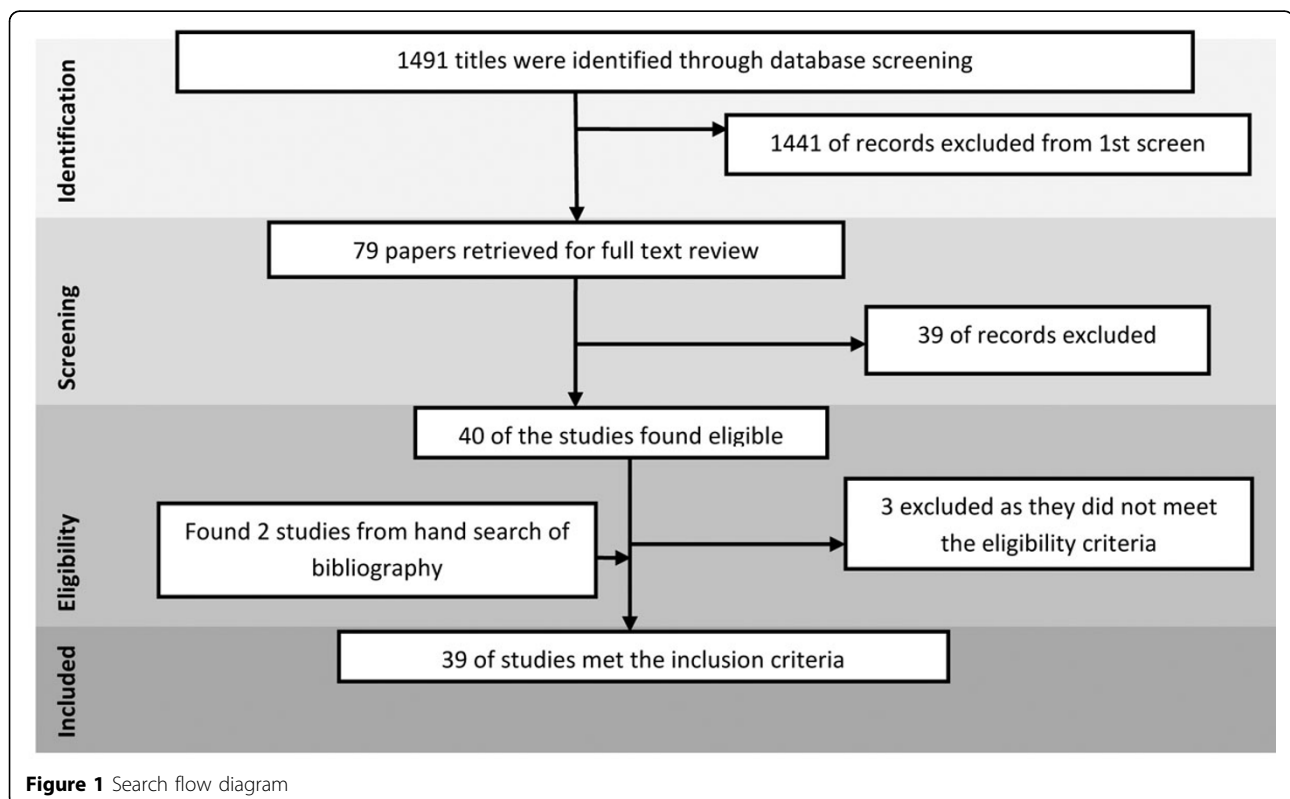 Identification
1491 titles were identified through database screening
1441 of records excluded from 1st screen
Screening
79 papers retrieved for full text review
39 of records excluded
Eligibility
40 of the studies found eligible
Found 2 studies from hand search of
bibliography
3 excluded as they did not meet
the eligibility criteria
Included
39 of studies met the inclusion criteria
Figure 1 Search flow diagram